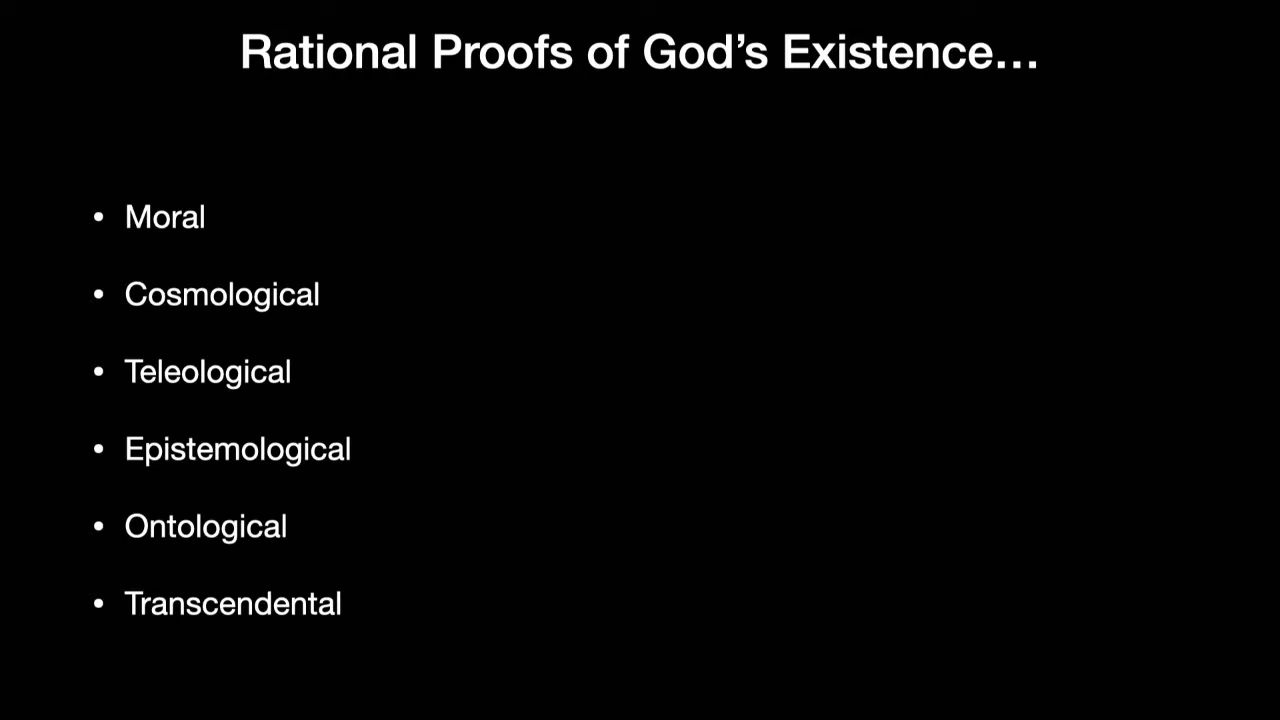 Rational Proofs of God’s Existence…
• Moral
• Cosmological
• Teleological
• Epistemological
• Ontological
• Transcendental